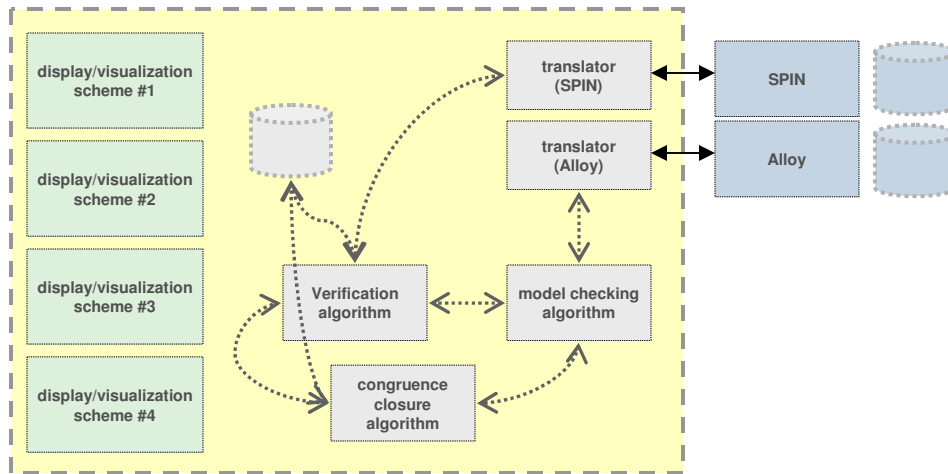 display/visualization
scheme #1
display/visualization
scheme #2
display/visualization
scheme #3
display/visualization
scheme #4
translator
(SPIN)
SPIN
translator
(Alloy)
Alloy
Verification
algorithm
model checking
algorithm
congruence
closure
algorithm